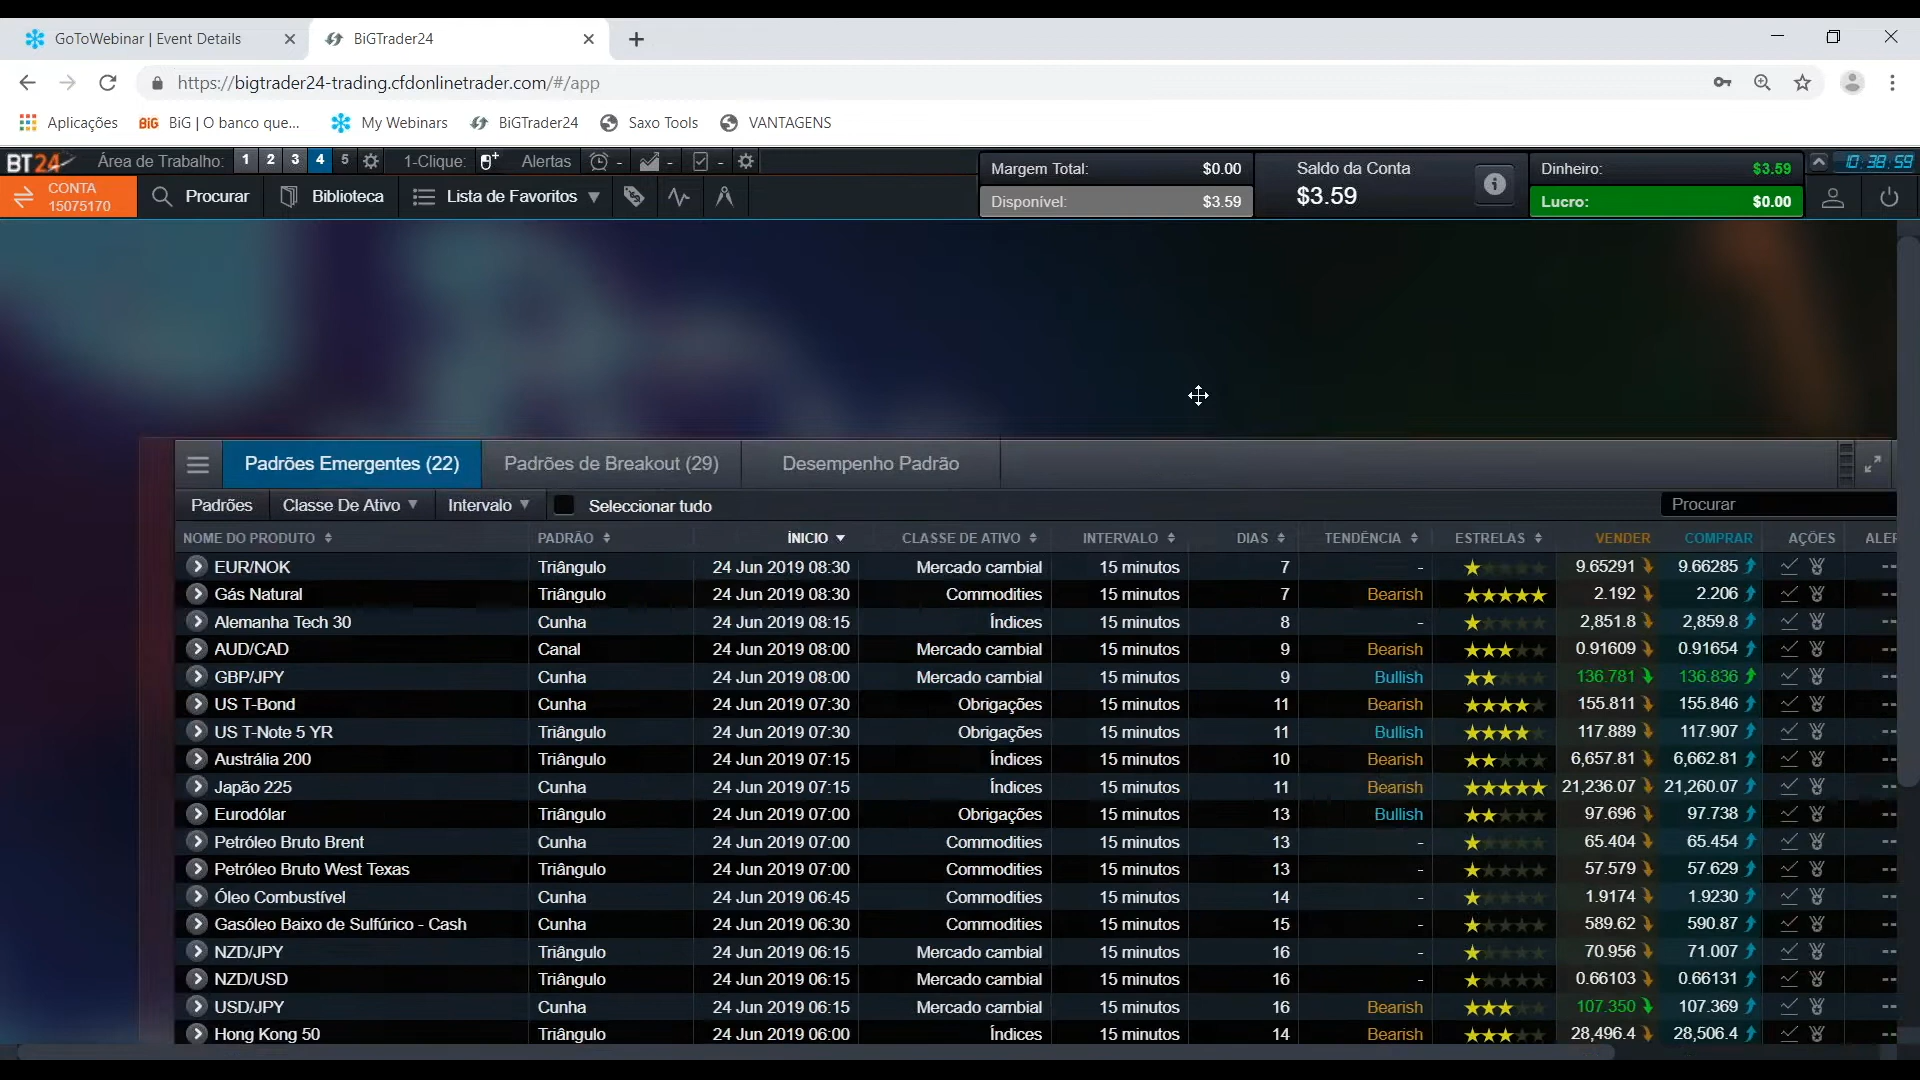 GoToWebinar | Event Details
BiGTrader24
https://bigtrader24-trading.cfdonlinetrader.com/#/app
Aplicações BiG BiG | O banco que... My Webinars BiGTrader24 Saxo Tools VANTAGENS
BT24 Área de Trabalho: 1 2 3 4 5 1-Clique: Alertas - - - Margem Total: $0.00 Saldo da Conta Dinheiro: $3.59 10:38:59
CONTA
15075170 Procurar Biblioteca Lista de Favoritos Disponível: $3.59 $3.59 Lucro: $0.00
Padrões Emergentes (22) Padrões de Breakout (29) Desempenho Padrão
Padrões Classe De Ativo Intervalo Seleccionar tudo Procurar
NOME DO PRODUTO PADRÃO ÍNICIO CLASSE DE ATIVO INTERVALO DIAS TENDÊNCIA ESTRELAS VENDER COMPRAR AÇÕES ALER
EUR/NOK Triângulo 24 Jun 2019 08:30 Mercado cambial 15 minutos 7 - 9.65291 9.66285 --
Gás Natural Triângulo 24 Jun 2019 08:30 Commodities 15 minutos 7 Bearish 2.192 2.206 --
Alemanha Tech 30 Cunha 24 Jun 2019 08:15 Índices 15 minutos 8 - 2,851.8 2,859.8 --
AUD/CAD Canal 24 Jun 2019 08:00 Mercado cambial 15 minutos 9 Bearish 0.91609 0.91654 --
GBP/JPY Cunha 24 Jun 2019 08:00 Mercado cambial 15 minutos 9 Bullish 136.781 136.836 --
US T-Bond Cunha 24 Jun 2019 07:30 Obrigações 15 minutos 11 Bearish 155.811 155.846 --
US T-Note 5 YR Triângulo 24 Jun 2019 07:30 Obrigações 15 minutos 11 Bullish 117.889 117.907 --
Austrália 200 Triângulo 24 Jun 2019 07:15 Índices 15 minutos 10 Bearish 6,657.81 6,662.81 --
Japão 225 Cunha 24 Jun 2019 07:15 Índices 15 minutos 11 Bearish 21,236.07 21,260.07 --
Eurodólar Triângulo 24 Jun 2019 07:00 Obrigações 15 minutos 13 Bullish 97.696 97.738 --
Petróleo Bruto Brent Cunha 24 Jun 2019 07:00 Commodities 15 minutos 13 - 65.404 65.454 --
Petróleo Bruto West Texas Triângulo 24 Jun 2019 07:00 Commodities 15 minutos 13 - 57.579 57.629 --
Óleo Combustível Cunha 24 Jun 2019 06:45 Commodities 15 minutos 14 - 1.9174 1.9230 --
Gasóleo Baixo de Sulfúrico - Cash Cunha 24 Jun 2019 06:30 Commodities 15 minutos 15 - 589.62 590.87 --
NZD/JPY Triângulo 24 Jun 2019 06:15 Mercado cambial 15 minutos 16 - 70.956 71.007 --
NZD/USD Triângulo 24 Jun 2019 06:15 Mercado cambial 15 minutos 16 - 0.66103 0.66131 --
USD/JPY Cunha 24 Jun 2019 06:15 Mercado cambial 15 minutos 16 Bearish 107.350 107.369 --
Hong Kong 50 Triângulo 24 Jun 2019 06:00 Índices 15 minutos 14 Bearish 28,496.4 28,506.4 --